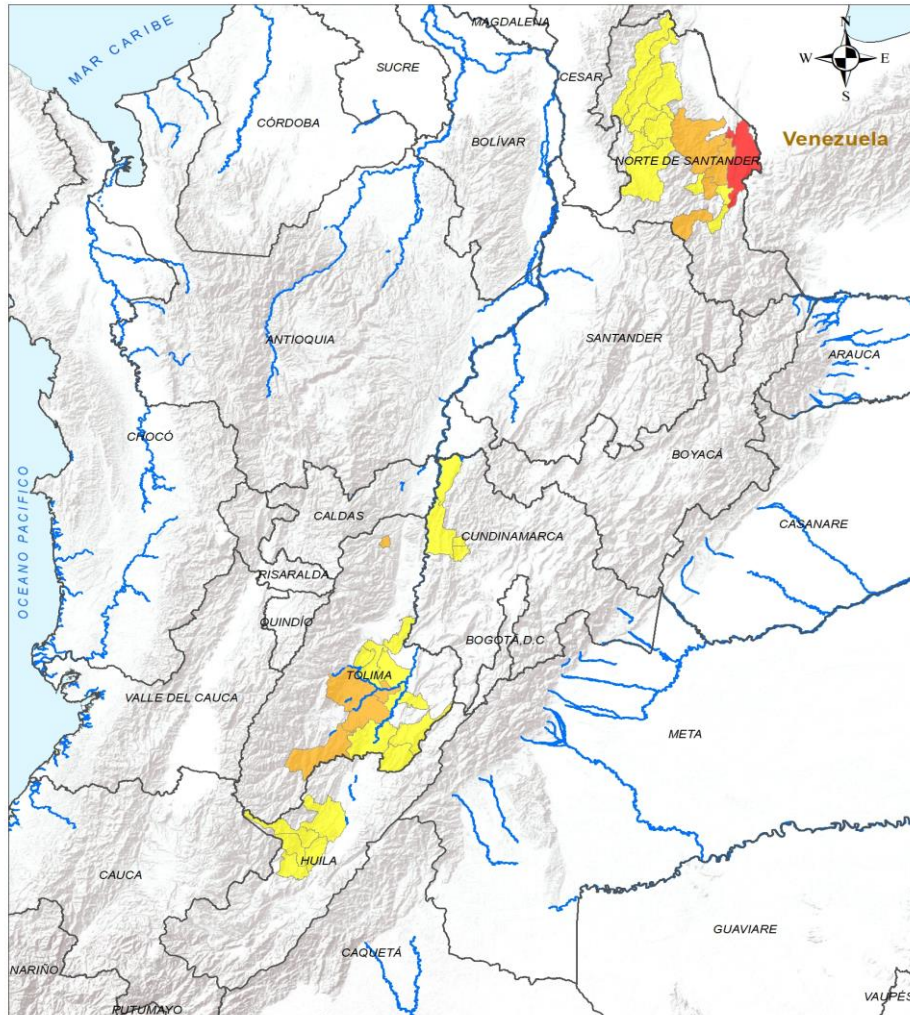 MAGDALENA
N
MAR CARIBE
W E
SUCRE
CESAR
S
CÓRDOBA
BOLÍVAR
Venezuela
NORTE DE SANTANDER
ANTIOQUIA
SANTANDER
ARAUCA
CHOCÓ
BOYACÁ
OCEANO PACIFICO
CALDAS
CASANARE
CUNDINAMARCA
RISARALDA
QUINDÍO
BOGOTÁ,D.C
TOLIMA
VALLE DEL CAUCA
META
HUILA
CAUCA
GUAVIARE
CAQUETÁ
NARIÑO
VAUPÉS
PUTUMAYO